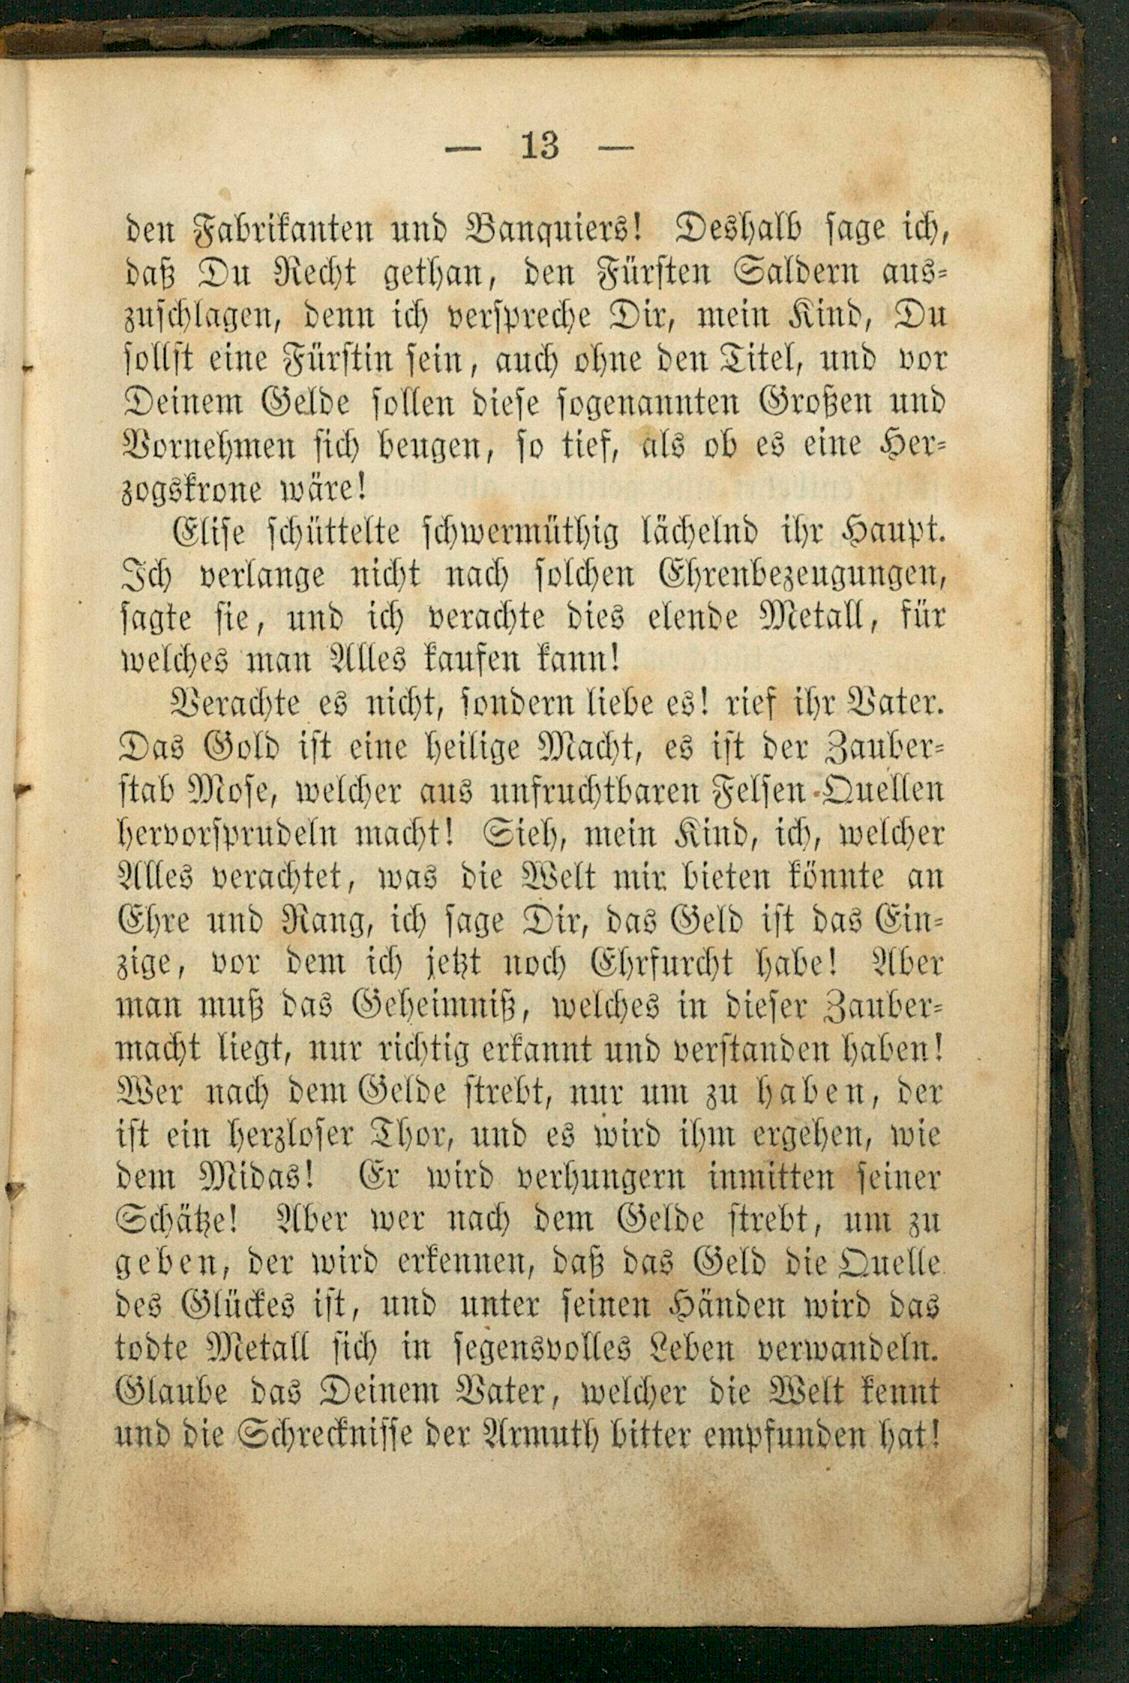 — 13 —
den Fabrikanten und Banquiers! Deshalb sage ich,
daß Du Recht gethan, den Fürsten Saldern aus-
zuschlagen, denn ich verspreche Dir, mein Kind, Du
sollst eine Fürstin sein, auch ohne den Titel, und vor
Deinem Gelde sollen diese sogenannten Großen und
Vornehmen sich beugen, so tief, als ob es eine Her-
zogskrone wäre!
Elise schüttelte schwermüthig lächelnd ihr Haupt.
Ich verlange nicht nach solchen Ehrenbezeugungen,
sagte sie, und ich verachte dies elende Metall, für
welches man Alles kaufen kann!
Verachte es nicht, sondern liebe es! rief ihr Vater.
Das Gold ist eine heilige Macht, es ist der Zauber-
stab Mose, welcher aus unfruchtbaren Felsen Quellen
hervorsprudeln macht! Sieh, mein Kind, ich, welcher
Alles verachtet, was die Welt mir bieten könnte an
Ehre und Rang, ich sage Dir, das Geld ist das Ein-
zige, vor dem ich jetzt noch Ehrfurcht habe! Aber
man muß das Geheimniß, welches in dieser Zauber-
macht liegt, nur richtig erkannt und verstanden haben!
Wer nach dem Gelde strebt, nur um zu haben, der
ist ein herzloser Thor, und es wird ihm ergehen, wie
dem Midas! Er wird verhungern inmitten seiner
Schätze! Aber wer nach dem Gelde strebt, um zu
geben, der wird erkennen, daß das Geld die Quelle
des Glückes ist, und unter seinen Händen wird das
todte Metall sich in segensvolles Leben verwandeln.
Glaube das Deinem Vater, welcher die Welt kennt
und die Schrecknisse der Armuth bitter empfunden hat!